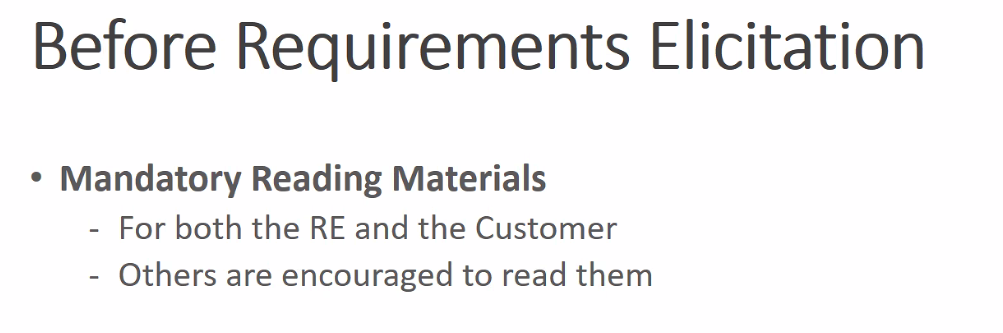 Before Requirements Elicitation
• Mandatory Reading Materials
- For both the RE and the Customer
- Others are encouraged to read them